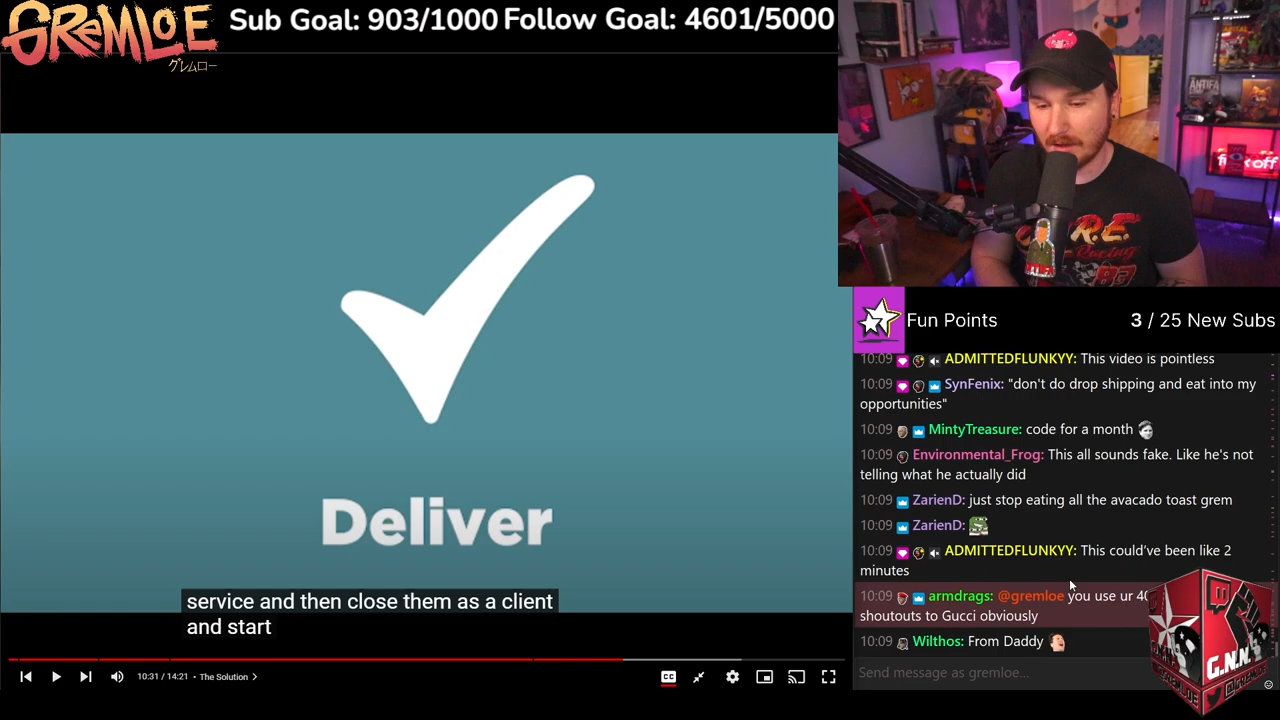 GREMLOE
グレムロー
Sub Goal: 903/1000 Follow Goal: 4601/5000
Deliver
service and then close them as a client
and start
10:31 / 14:21 • The Solution >
CC
ANTIFA
Fun Points
3 / 25 New Subs
10:09 ADMITTEDFLUNKYY: This video is pointless
10:09 SynFenix: "don't do drop shipping and eat into my
opportunities"
10:09 MintyTreasure: code for a month
10:09 Environmental_Frog: This all sounds fake. Like he's not
telling what he actually did
10:09 ZarienD: just stop eating all the avacado toast grem
10:09 ZarienD:
10:09 ADMITTEDFLUNKYY: This could've been like 2
minutes
10:09 armdrags: @gremloe you use ur 40
shoutouts to Gucci obviously
10:09 Wilthos: From Daddy
Send message as gremloe...
G.N.N.